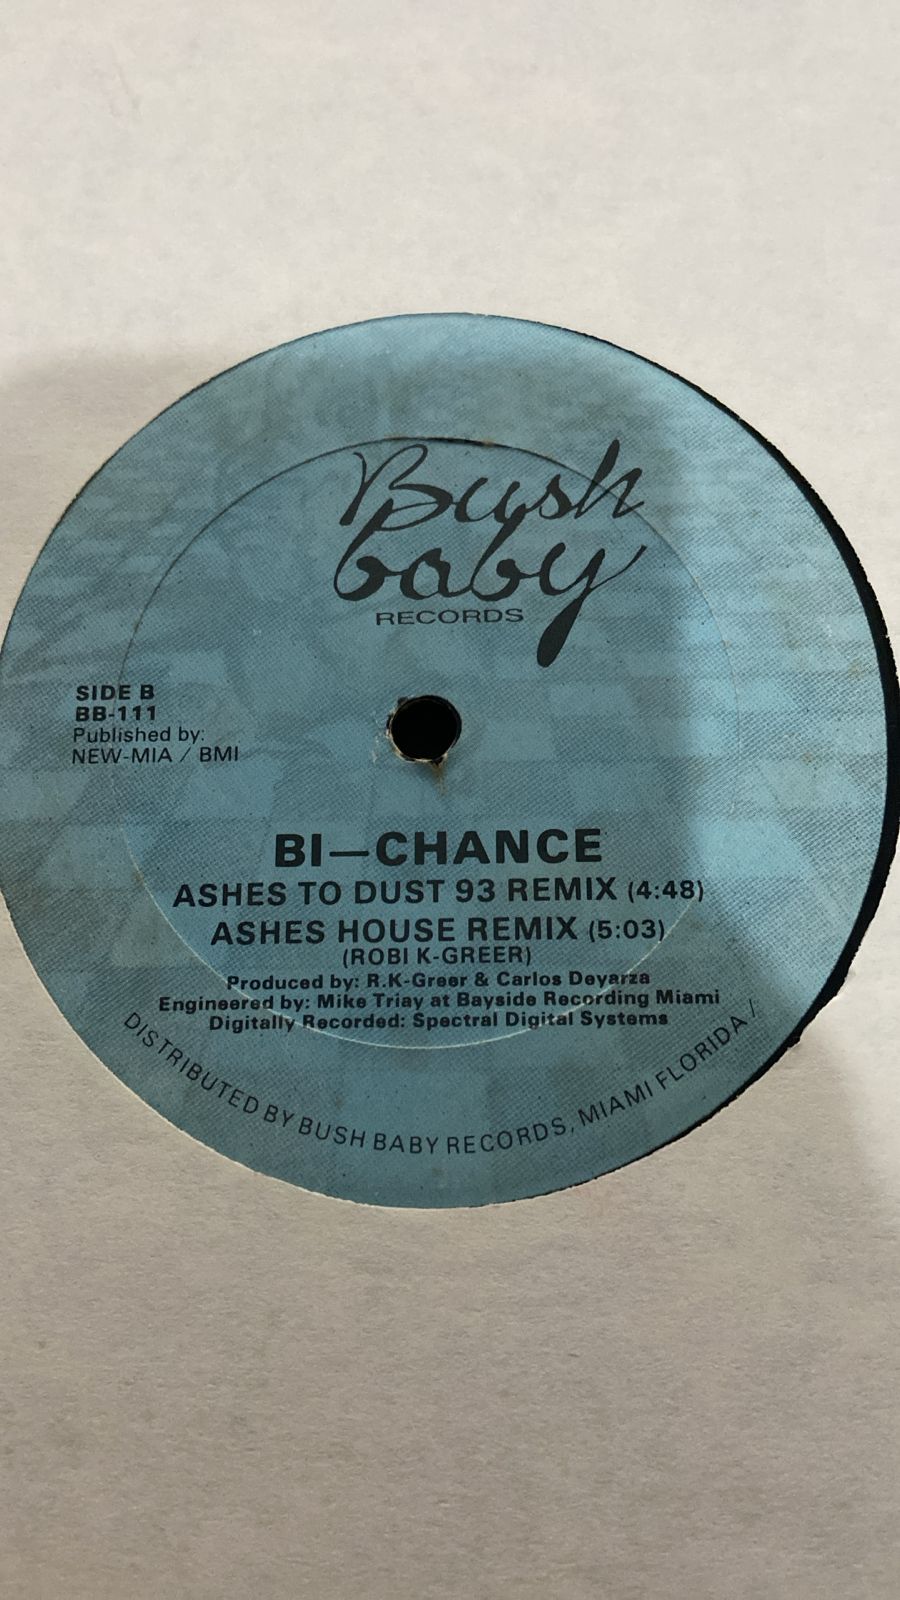 Bush
baby
RECORDS
SIDE B
BB-111
Published by:
NEW-MIA / BMI
BI—CHANCE
ASHES TO DUST 93 REMIX (4:48)
ASHES HOUSE REMIX (5:03)
(ROBI K-GREER)
Produced by: R.K-Greer & Carlos Deyarza
Engineered by: Mike Triay at Bayside Recording Miami
Digitally Recorded: Spectral Digital Systems
DISTRIBUTED BY BUSH BABY RECORDS, MIAMI FLORIDA /